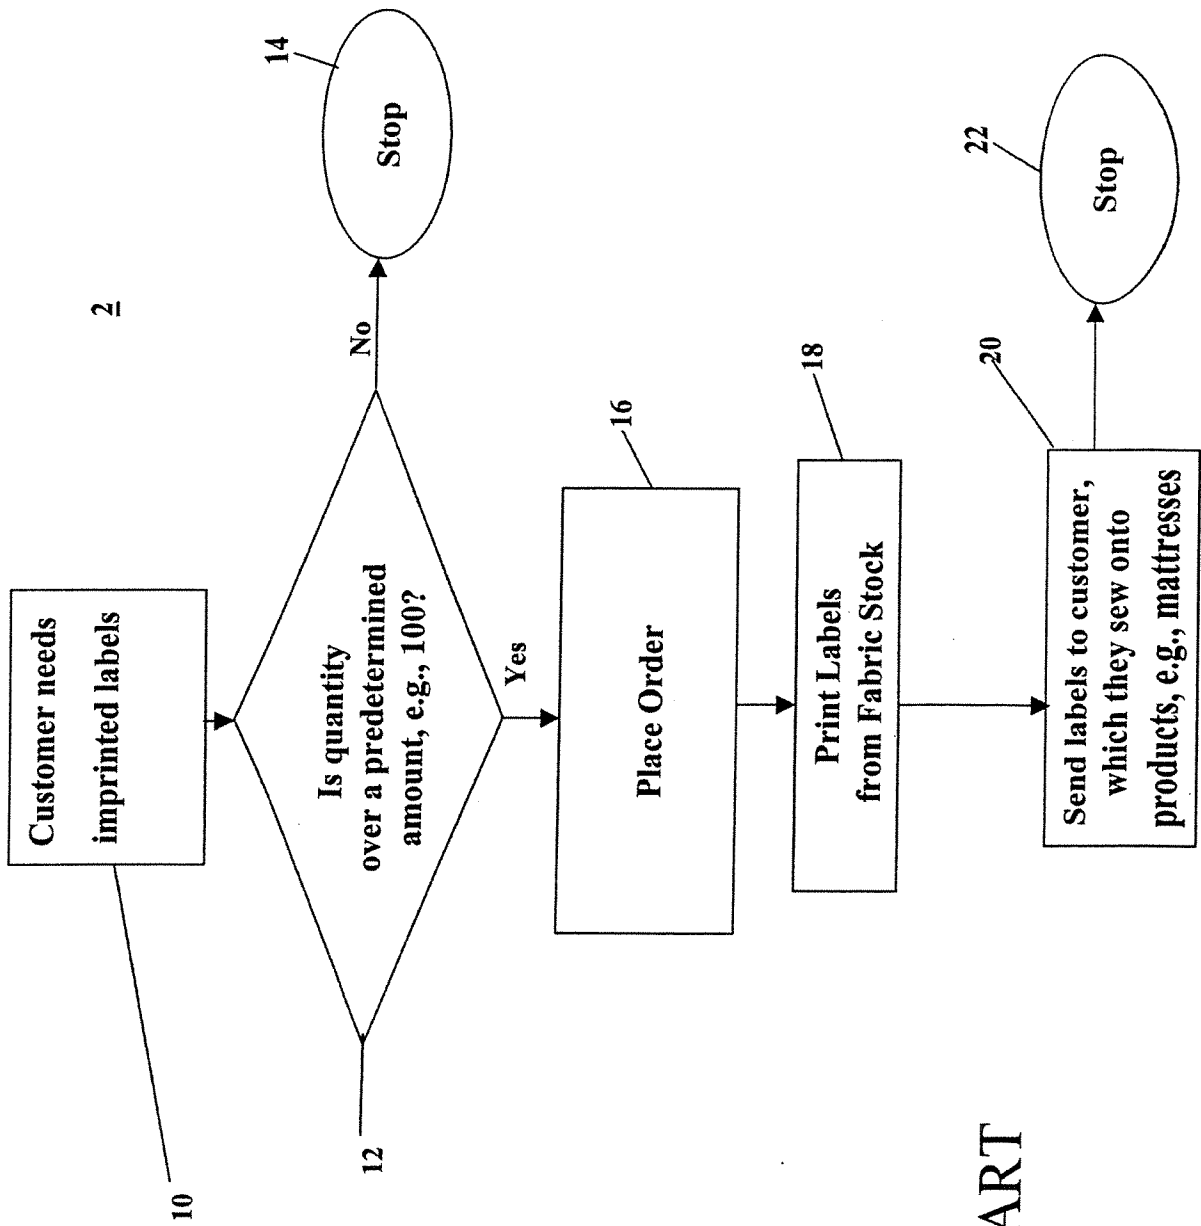 2
10
Customer needs
imprinted labels
12
Is quantity
over a predetermined
amount, e.g., 100?
No
14
Stop
Yes
16
Place Order
18
Print Labels
from Fabric Stock
20
Send labels to customer,
which they sew onto
products, e.g., mattresses
22
Stop
ART